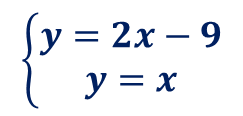 y = 2x − 9
y = x